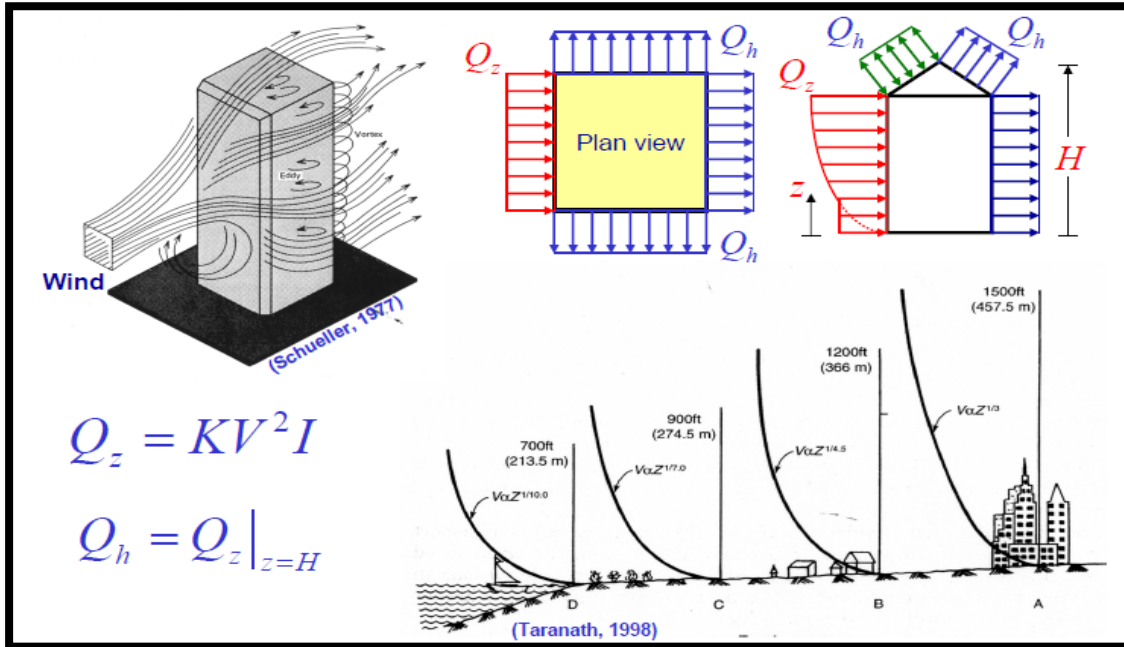 Wind
Vortex
Eddy
(Schueller, 1977)
Q_z
Q_h
Plan view
Q_h
Q_h
Q_h
Q_z
z
H
Q_z = KV^2 I
Q_h = Q_z|_{z=H}
700ft
(213.5 m)
VαZ^{1/10.0}
900ft
(274.5 m)
VαZ^{1/7.0}
1200ft
(366 m)
VαZ^{1/4.5}
1500ft
(457.5 m)
VαZ^{1/3}
D
C
B
A
(Taranath, 1998)